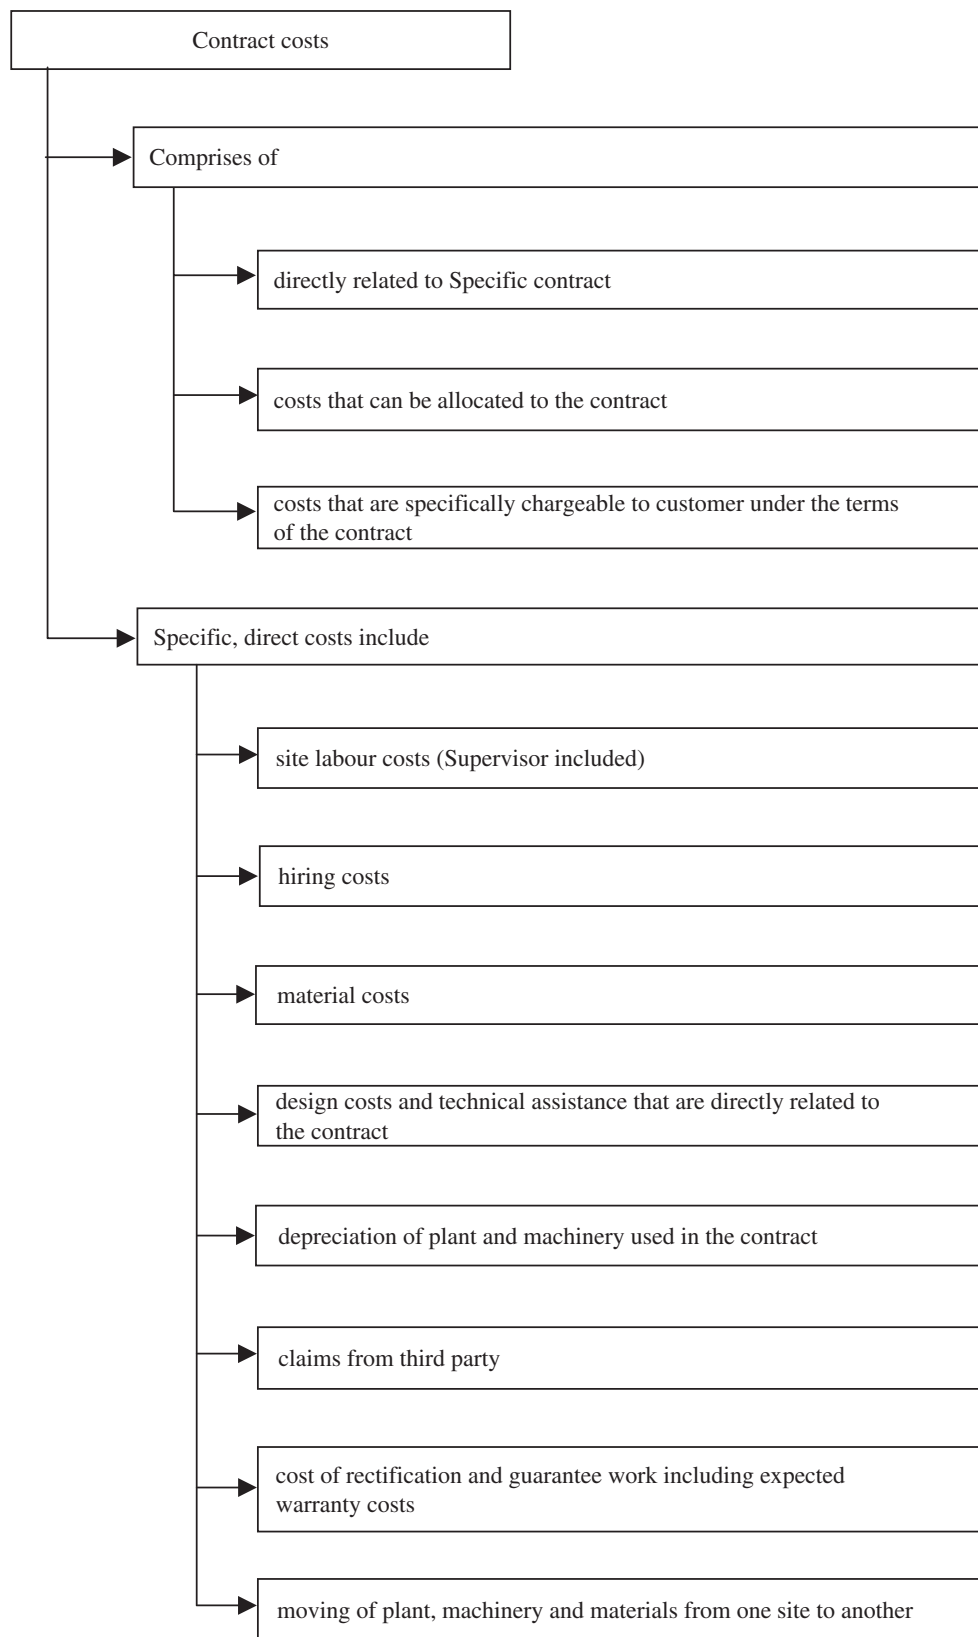 Contract costs
Comprises of
directly related to Specific contract
costs that can be allocated to the contract
costs that are specifically chargeable to customer under the terms
of the contract
Specific, direct costs include
site labour costs (Supervisor included)
hiring costs
material costs
design costs and technical assistance that are directly related to
the contract
depreciation of plant and machinery used in the contract
claims from third party
cost of rectification and guarantee work including expected
warranty costs
moving of plant, machinery and materials from one site to another